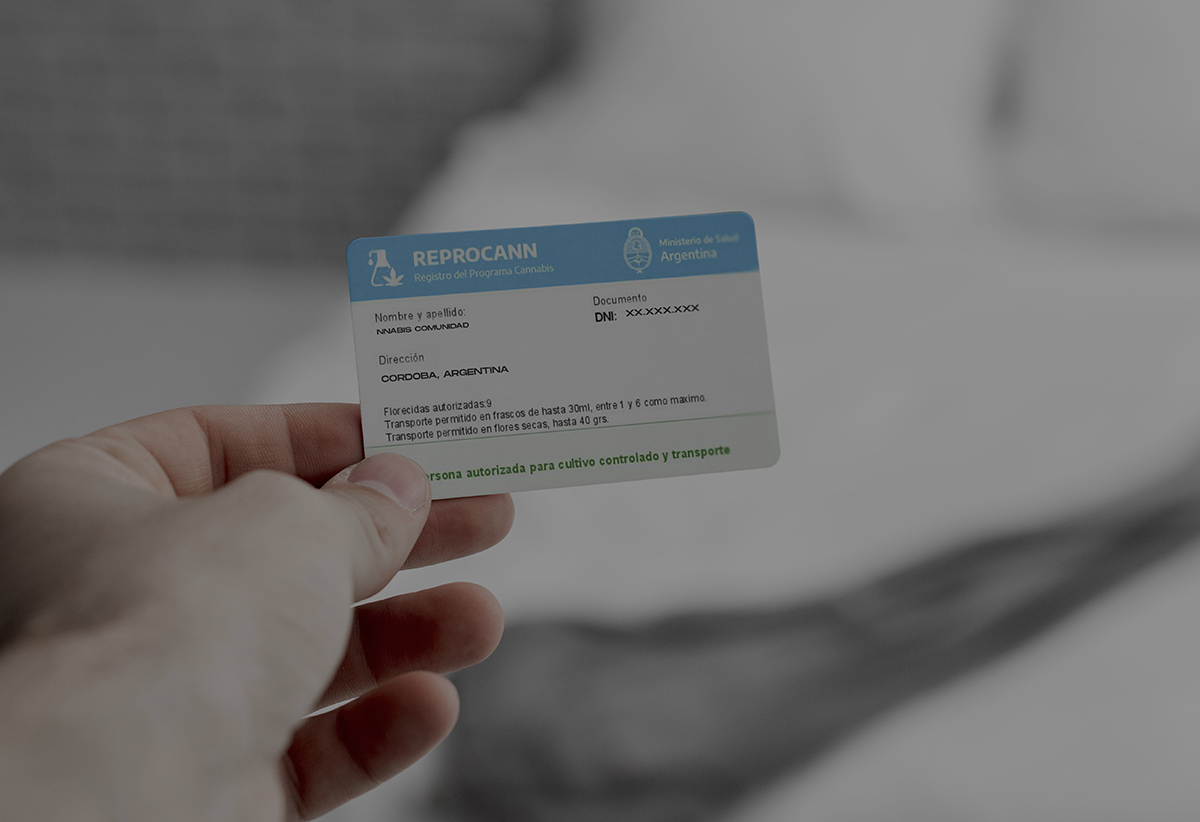 REPROCANN
Registro del Programa Cannabis
Ministerio de Salud
Argentina
Nombre y apellido:
NNABIS COMUNIDAD
Documento
DNI: XX.XXX.XXX
Dirección
CORDOBA, ARGENTINA
Florecidas autorizadas:9
Transporte permitido en frascos de hasta 30ml, entre 1 y 6 como maximo.
Transporte permitido en flores secas, hasta 40 grs.
autorizada para cultivo controlado y transporte